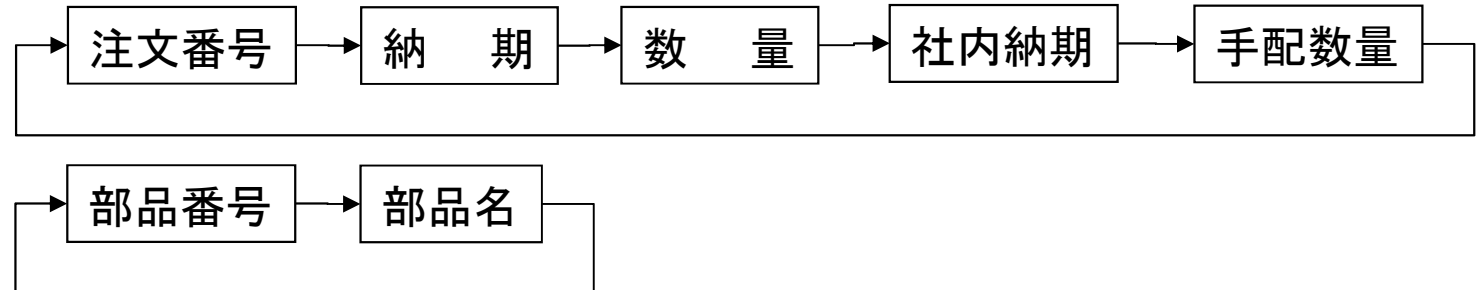 注文番号 納　期 数　量 社内納期 手配数量
部品番号 部品名